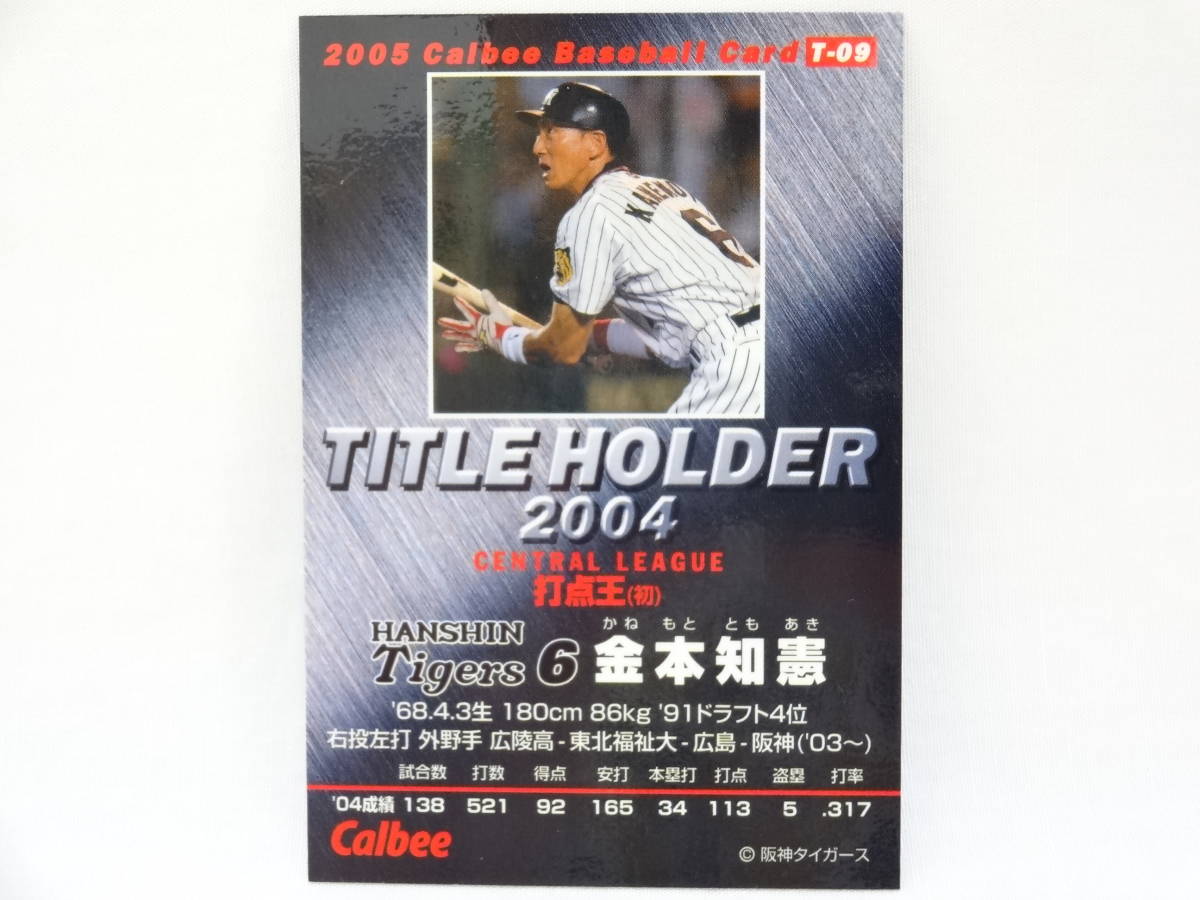 2005 Calbee Baseball Card T-09
TITLE HOLDER
2004
CENTRAL LEAGUE
打点王(初)
HANSHIN
Tigers 6
かね もと とも あき
金本知憲
'68.4.3生 180cm 86kg '91ドラフト4位
右投左打 外野手 広陵高-東北福祉大-広島-阪神('03〜)
試合数 打数 得点 安打 本塁打 打点 盗塁 打率
'04成績 138 521 92 165 34 113 5 .317
Calbee
© 阪神タイガース